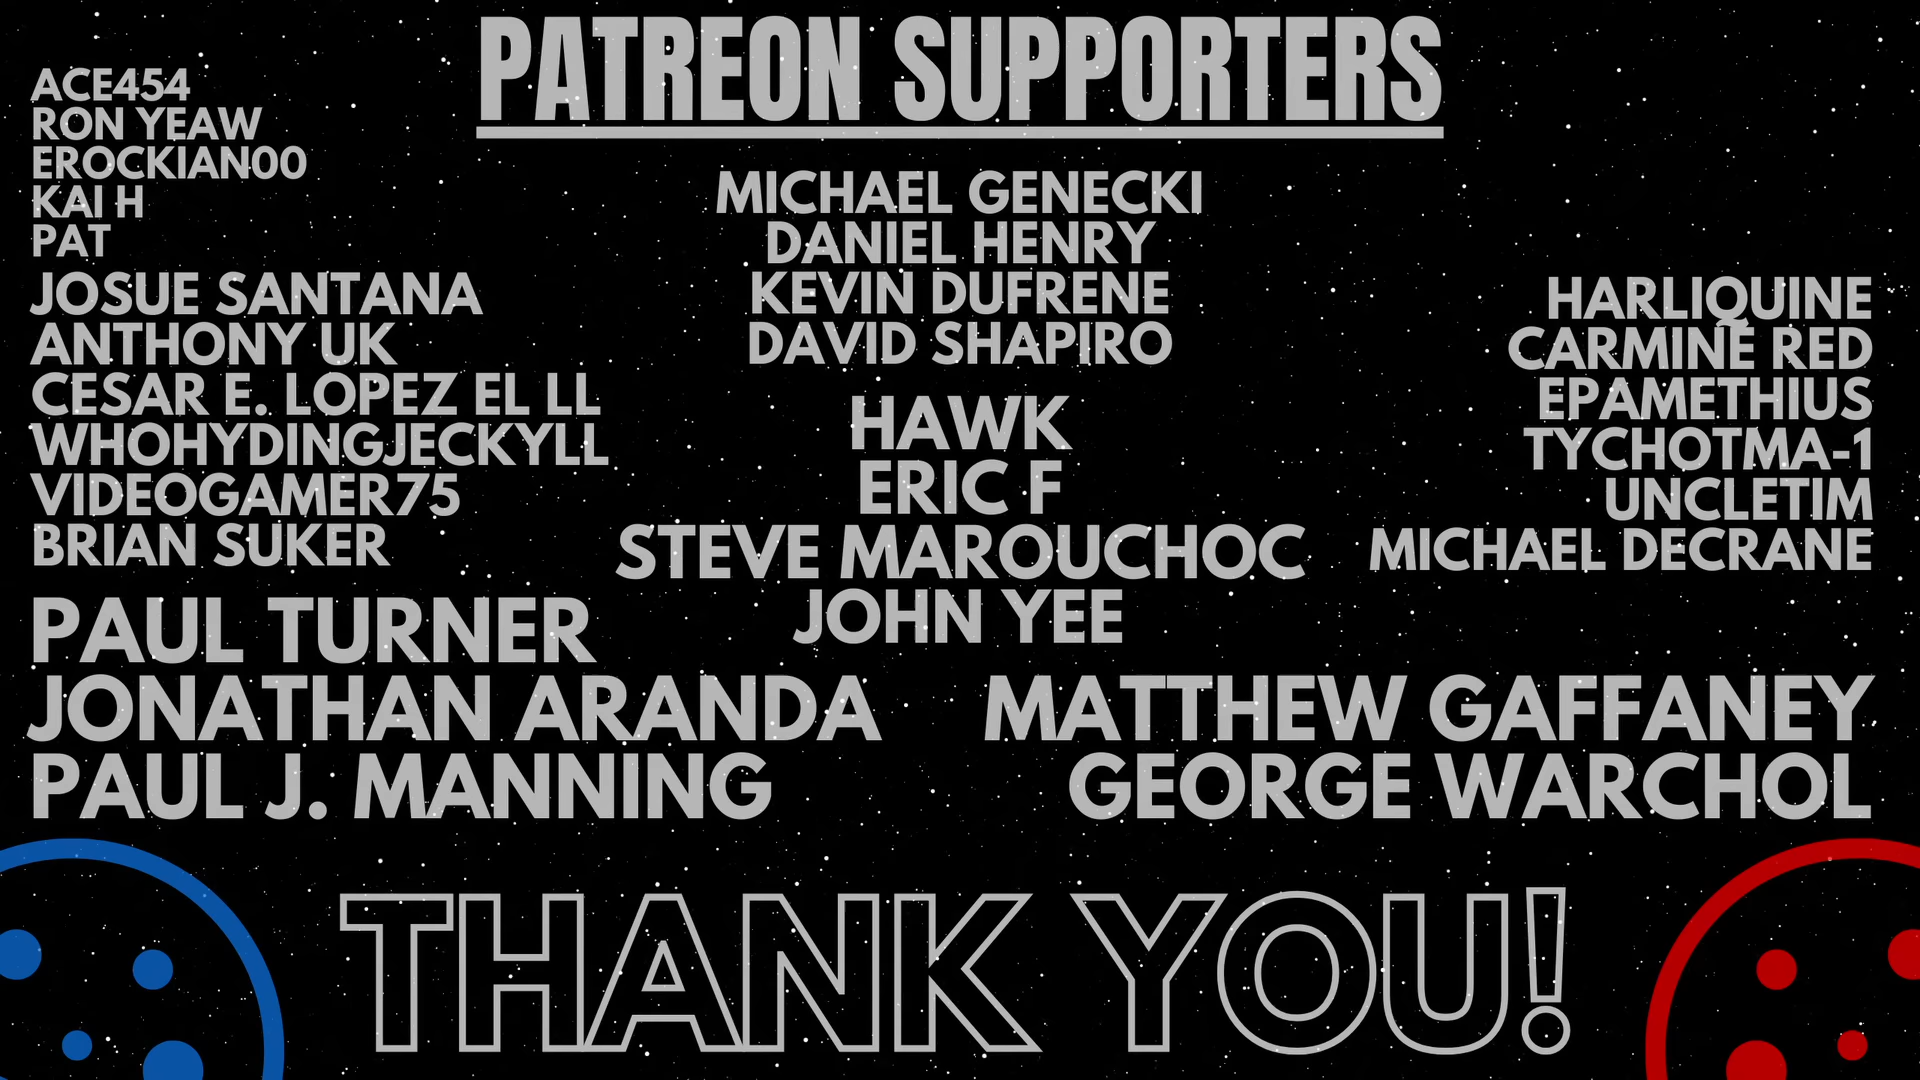 PATREON SUPPORTERS
ACE454
RON YEAW
EROCKIAN00
KAI H
PAT
JOSUE SANTANA
ANTHONY UK
CESAR E. LOPEZ EL LL
WHOHYDINGJECKYLL
VIDEOGAMER75
BRIAN SUKER
PAUL TURNER
JONATHAN ARANDA
PAUL J. MANNING
MICHAEL GENECKI
DANIEL HENRY
KEVIN DUFRENE
DAVID SHAPIRO
HAWK
ERIC F
STEVE MAROUCHOC
JOHN YEE
HARLIQUINE
CARMINE RED
EPAMETHIUS
TYCHOTMA-1
UNCLETIM
MICHAEL DECRANE
MATTHEW GAFFANEY
GEORGE WARCHOL
THANK YOU!